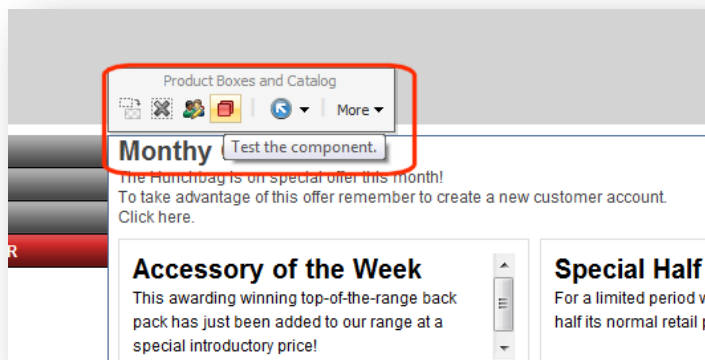 Product Boxes and Catalog
More
Test the component.
Monthy
The Hunchbag is on special offer this month!
To take advantage of this offer remember to create a new customer account.
Click here.
R
Accessory of the Week
This awarding winning top-of-the-range back
pack has just been added to our range at a
special introductory price!
Special Half
For a limited period
half its normal retail